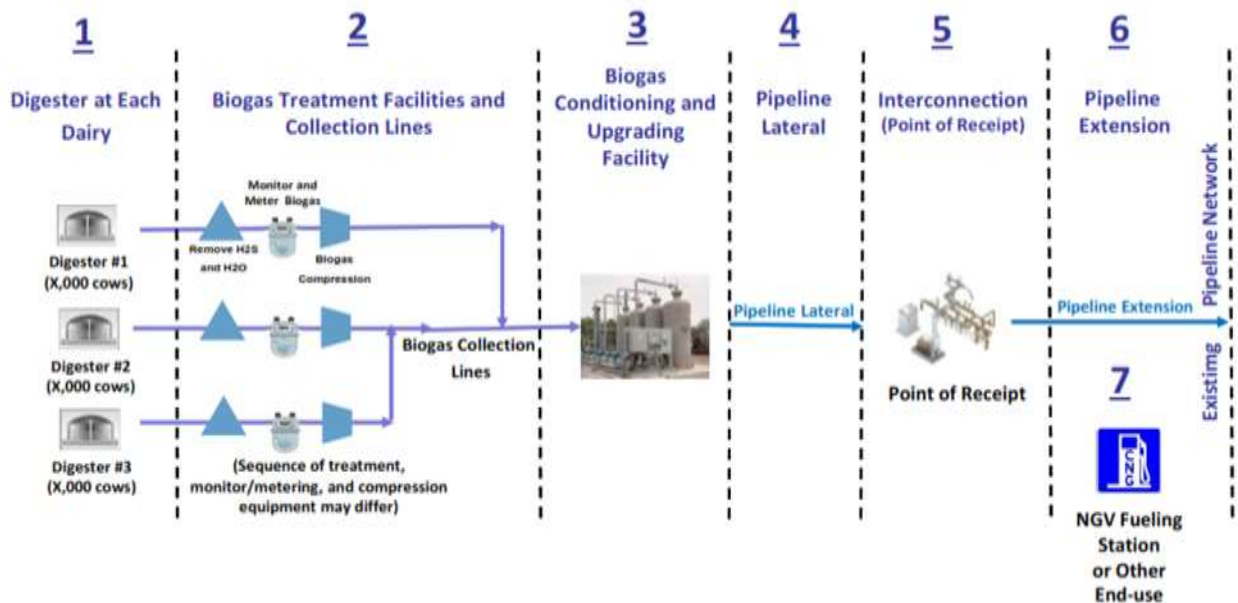 1
Digester at Each
Dairy
2
Biogas Treatment Facilities and
Collection Lines
3
Biogas
Conditioning and
Upgrading
Facility
4
Pipeline
Lateral
5
Interconnection
(Point of Receipt)
6
Pipeline
Extension
Digester #1
(X,000 cows)
Digester #2
(X,000 cows)
Digester #3
(X,000 cows)
Monitor and
Meter Biogas
Remove H2S
and H2O
Biogas
Compression
Biogas Collection
Lines
(Sequence of treatment,
monitor/metering, and compression
equipment may differ)
Pipeline Lateral
Point of Receipt
Pipeline Extension
Existimg Pipeline Network
7
CNG
NGV Fueling
Station
or Other
End-use